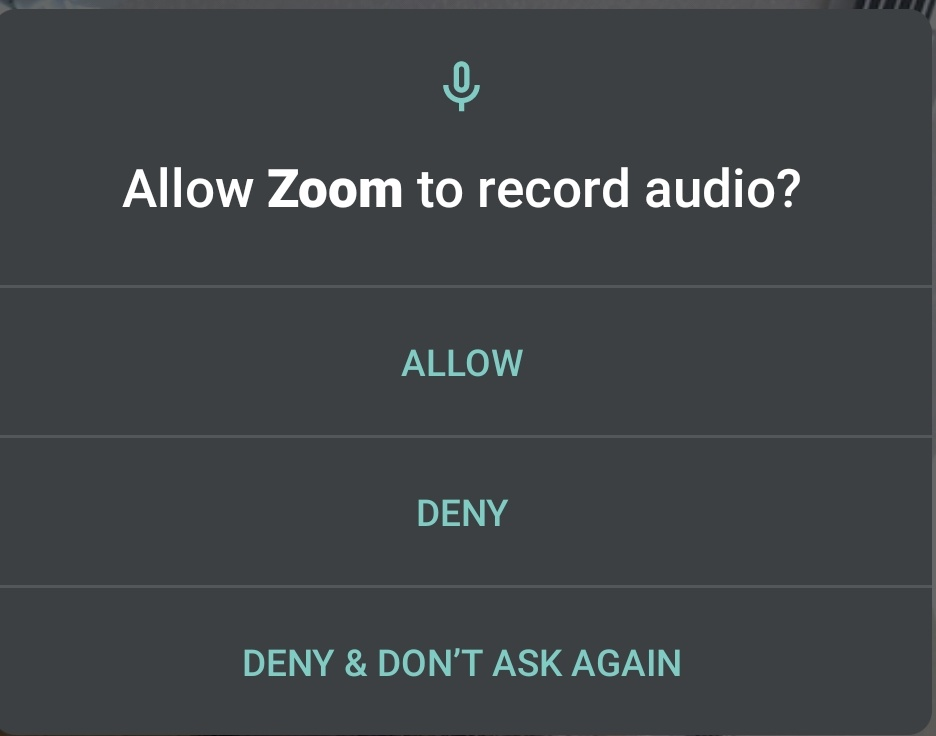 Allow Zoom to record audio?
ALLOW
DENY
DENY & DON’T ASK AGAIN